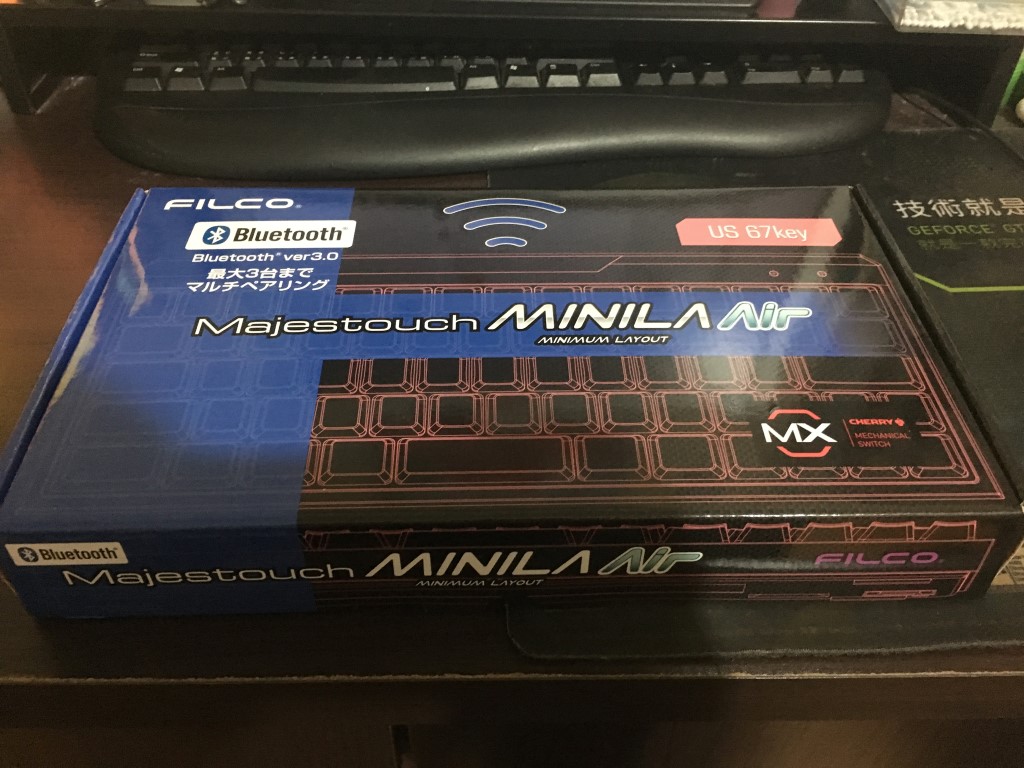 FILCO®
Bluetooth®
Bluetooth® ver3.0
最大3台まで
マルチペアリング
US 67key
Majestouch MINILA Air
MINIMUM LAYOUT
MX
CHERRY
MECHANICAL
SWITCH
Bluetooth®
Majestouch MINILA Air
MINIMUM LAYOUT
FILCO®
技術就是
GEFORCE GT